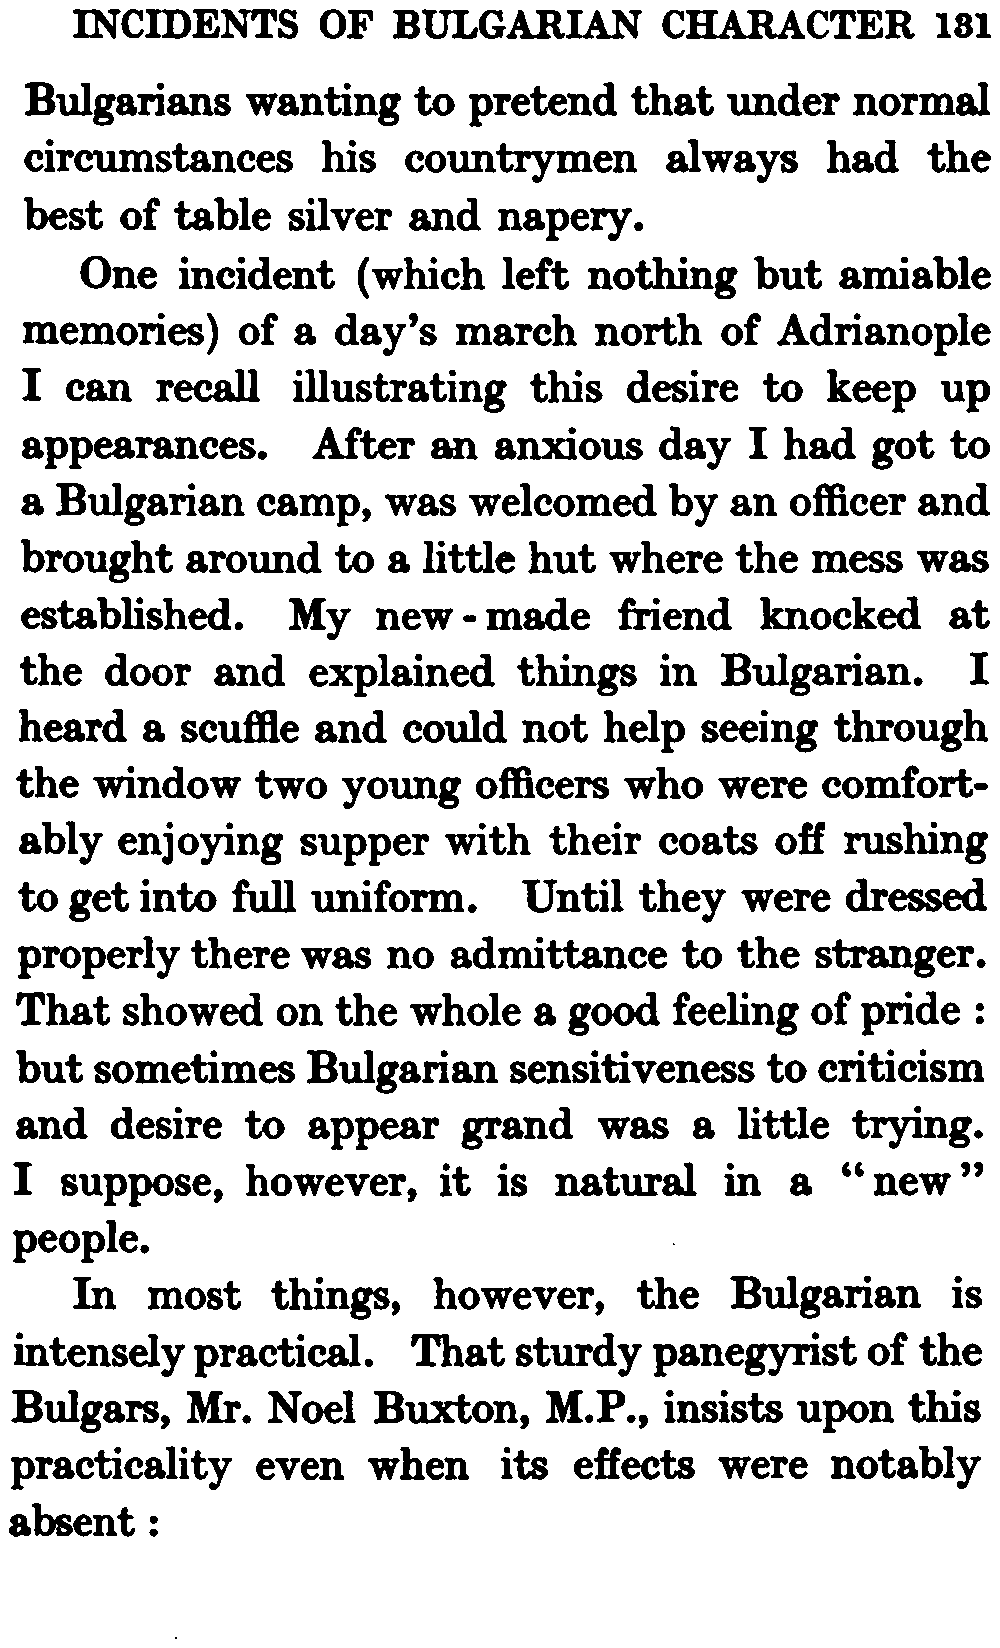 INCIDENTS OF BULGARIAN CHARACTER 181
Bulgarians wanting to pretend that under normal
circumstances his countrymen always had the
best of table silver and napery.
One incident (which left nothing but amiable
memories) of a day's march north of Adrianople
I can recall illustrating this desire to keep up
appearances. After an anxious day I had got to
a Bulgarian camp, was welcomed by an officer and
brought around to a little hut where the mess was
established. My new-made friend knocked at
the door and explained things in Bulgarian. I
heard a scuffle and could not help seeing through
the window two young officers who were comfort-
ably enjoying supper with their coats off rushing
to get into full uniform. Until they were dressed
properly there was no admittance to the stranger.
That showed on the whole a good feeling of pride :
but sometimes Bulgarian sensitiveness to criticism
and desire to appear grand was a little trying.
I suppose, however, it is natural in a “new”
people.
In most things, however, the Bulgarian is
intensely practical. That sturdy panegyrist of the
Bulgars, Mr. Noel Buxton, M.P., insists upon this
practicality even when its effects were notably
absent :